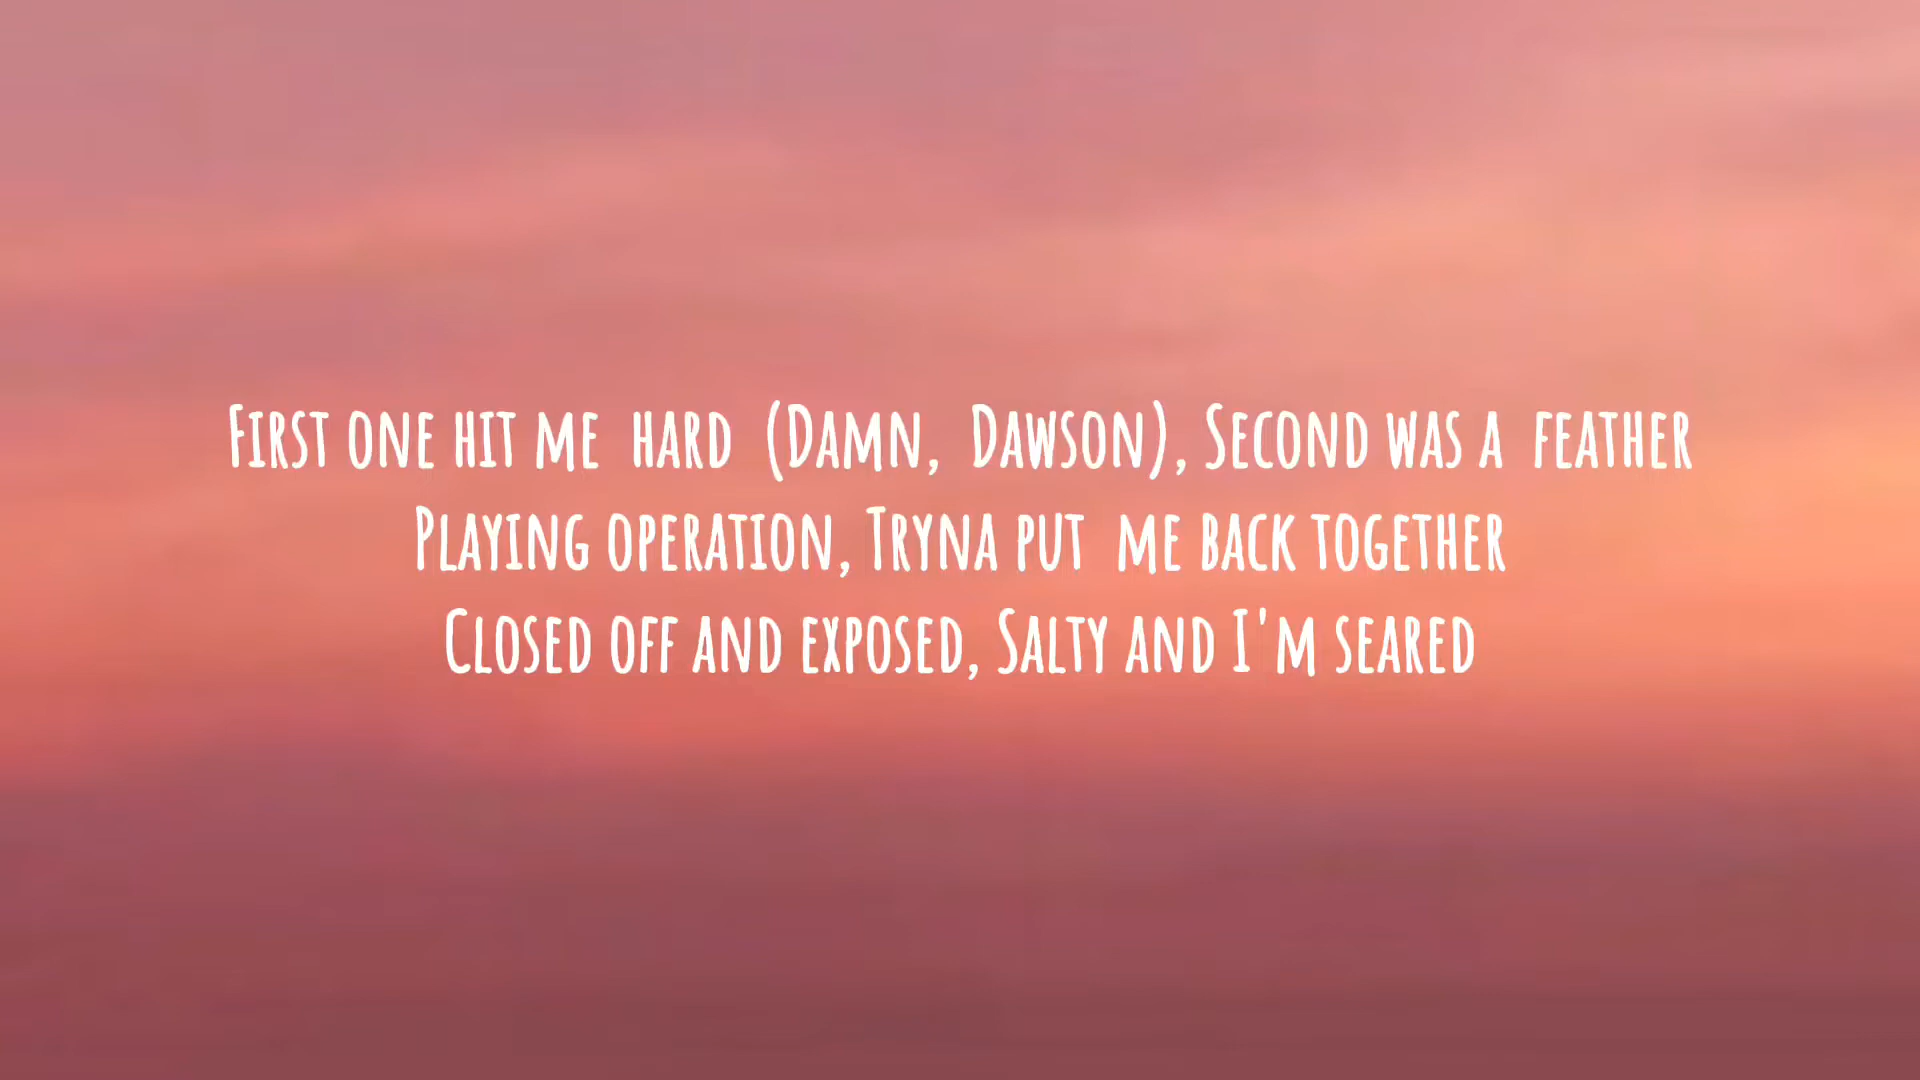 First one hit me hard (Damn, Dawson), Second was a feather
Playing operation, Tryna put me back together
Closed off and exposed, Salty and I'm seared